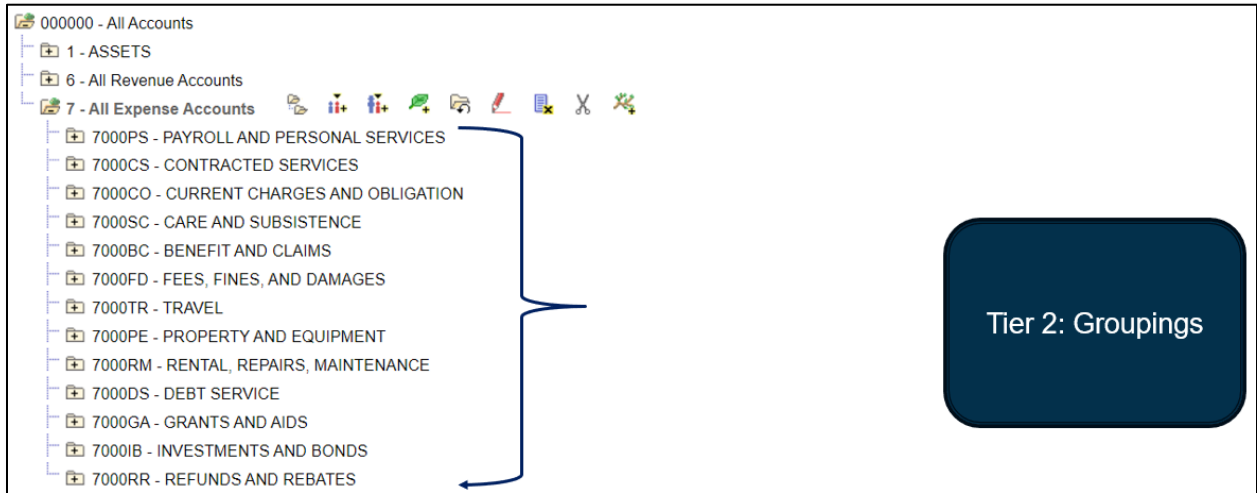 000000 - All Accounts
1 - ASSETS
6 - All Revenue Accounts
7 - All Expense Accounts
7000PS - PAYROLL AND PERSONAL SERVICES
7000CS - CONTRACTED SERVICES
7000CO - CURRENT CHARGES AND OBLIGATION
7000SC - CARE AND SUBSISTENCE
7000BC - BENEFIT AND CLAIMS
7000FD - FEES, FINES, AND DAMAGES
7000TR - TRAVEL
7000PE - PROPERTY AND EQUIPMENT
7000RM - RENTAL, REPAIRS, MAINTENANCE
7000DS - DEBT SERVICE
7000GA - GRANTS AND AIDS
7000IB - INVESTMENTS AND BONDS
7000RR - REFUNDS AND REBATES
Tier 2: Groupings